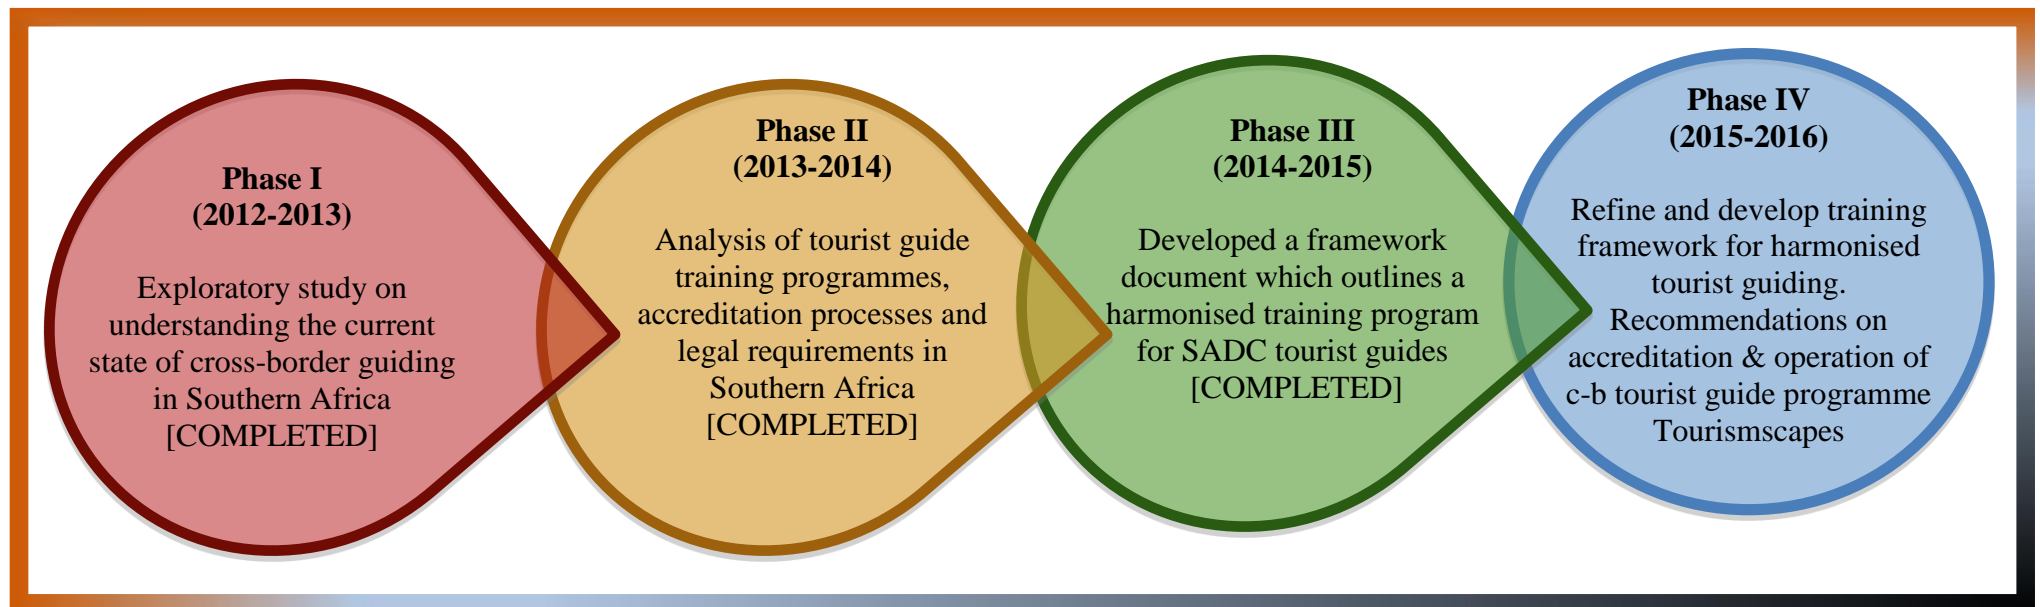 Phase I
(2012-2013)
Exploratory study on
understanding the current
state of cross-border guiding
in Southern Africa
[COMPLETED]
Phase II
(2013-2014)
Analysis of tourist guide
training programmes,
accreditation processes and
legal requirements in
Southern Africa
[COMPLETED]
Phase III
(2014-2015)
Developed a framework
document which outlines a
harmonised training program
for SADC tourist guides
[COMPLETED]
Phase IV
(2015-2016)
Refine and develop training
framework for harmonised
tourist guiding.
Recommendations on
accreditation & operation of
c-b tourist guide programme
Tourismscapes